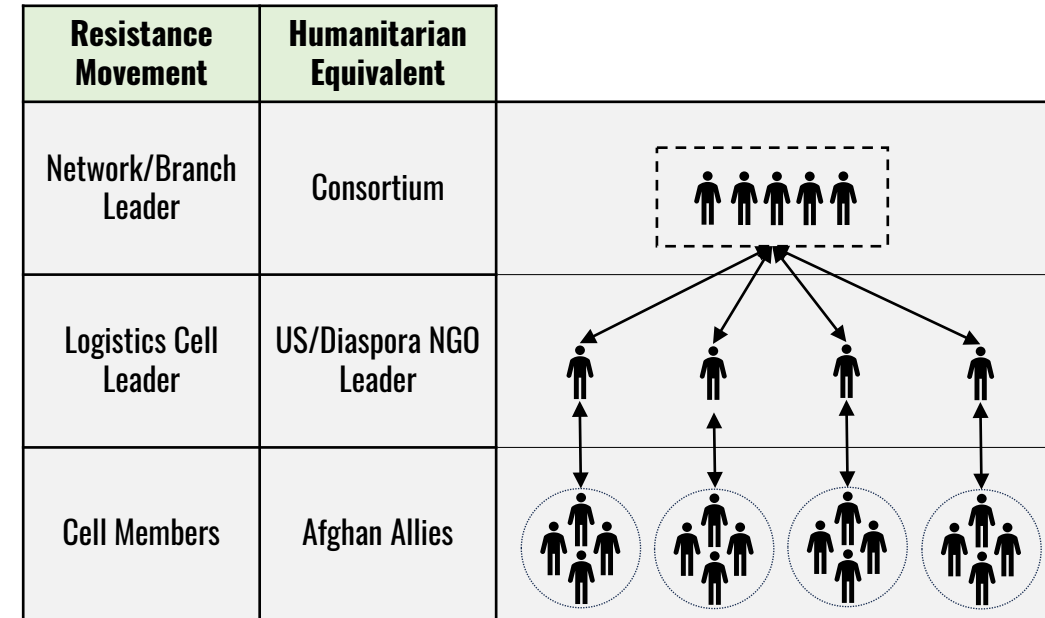 Resistance
Movement
Humanitarian
Equivalent
Network/Branch
Leader
Consortium
Logistics Cell
Leader
US/Diaspora NGO
Leader
Cell Members
Afghan Allies